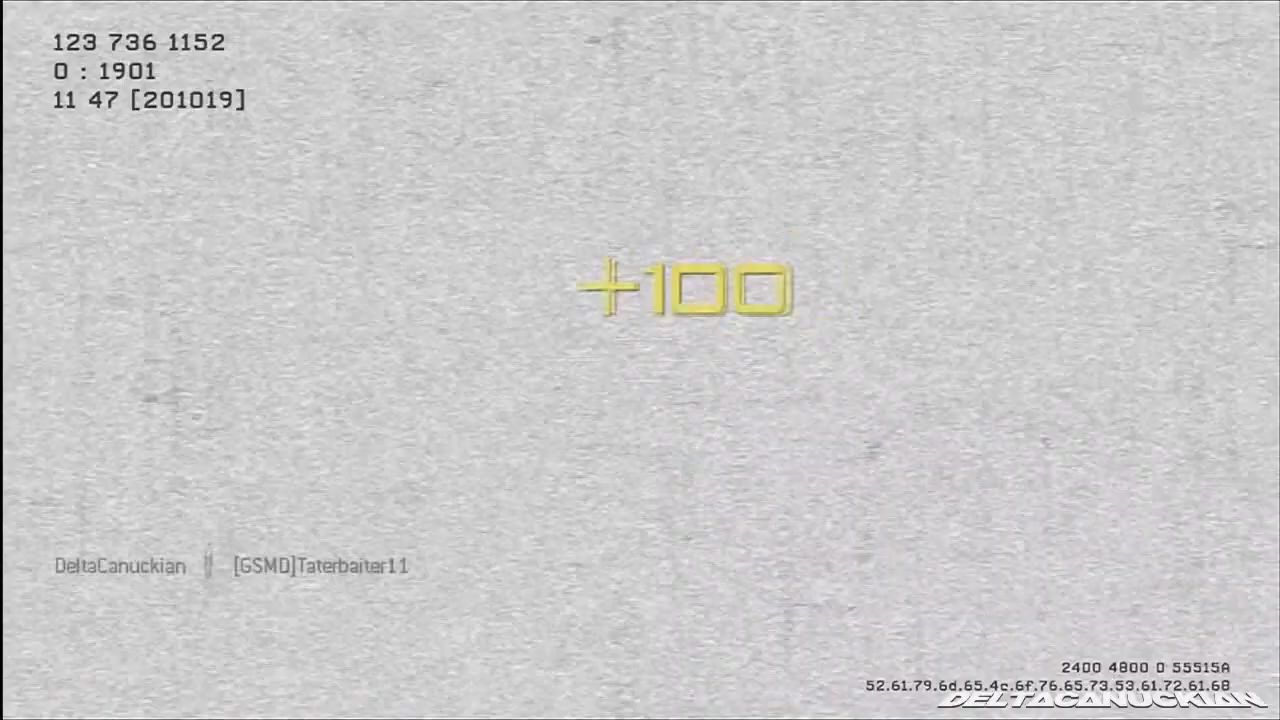 123 736 1152
0 : 1901
11 47 [201019]
+100
DeltaCanuckian [GSMD]Taterbaiter11
2400 4800 0 55515A
52.61.79.6d.65.4c.6f.76.65.73.53.61.72.61.68
DELTACANUCKIAN